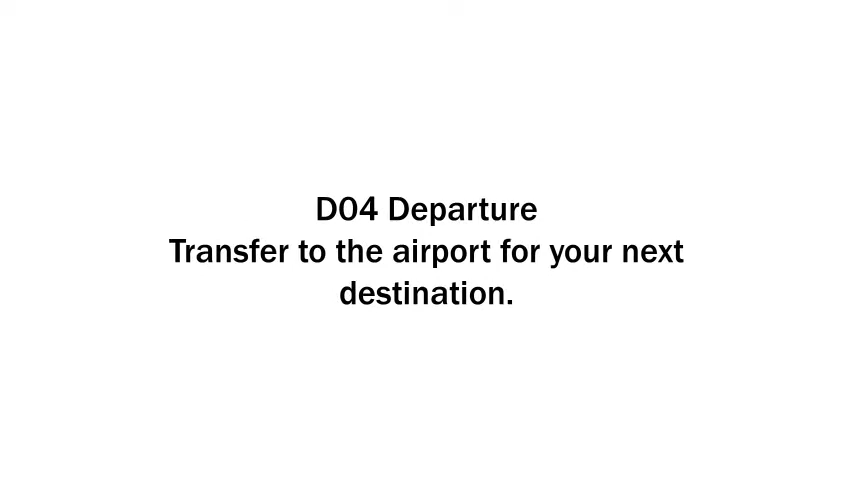 D04 Departure
Transfer to the airport for your next
destination.